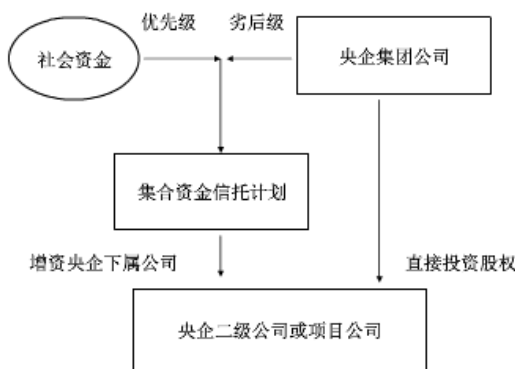 优先级
劣后级
社会资金
央企集团公司
集合资金信托计划
增资央企下属公司
直接投资股权
央企二级公司或项目公司